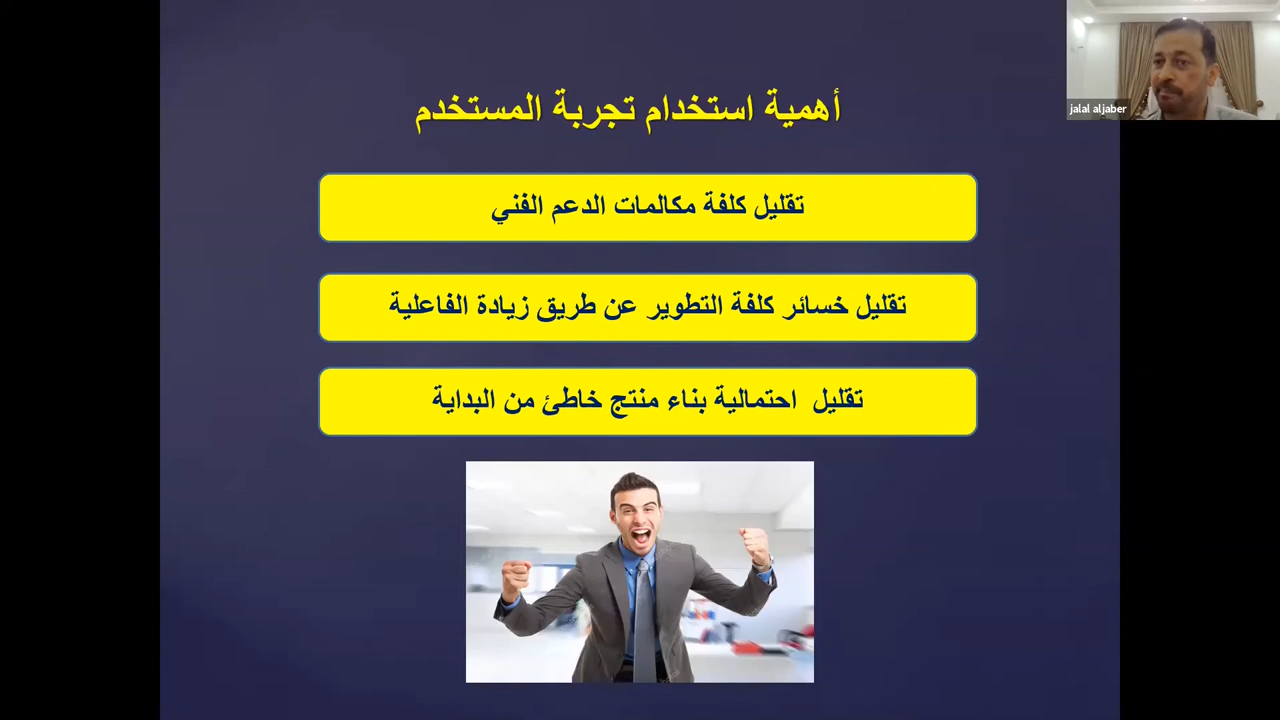 أهمية استخدام تجربة المستخدم
تقليل كلفة مكالمات الدعم الفني
تقليل خسائر كلفة التطوير عن طريق زيادة الفاعلية
تقليل احتمالية بناء منتج خاطئ من البداية
jalal aljaber